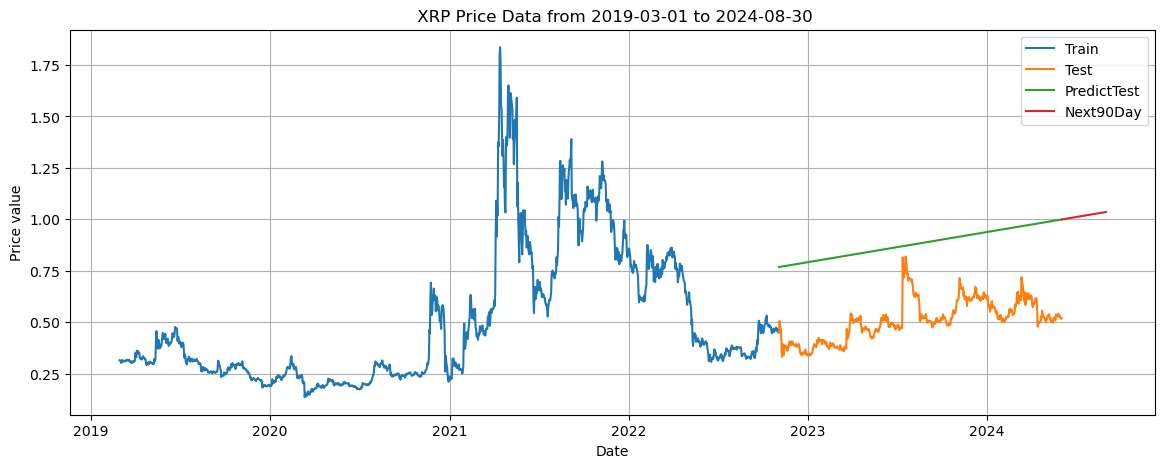 XRP Price Data from 2019-03-01 to 2024-08-30
Price value
1.75
1.50
1.25
1.00
0.75
0.50
0.25
Train
Test
PredictTest
Next90Day
2019
2020
2021
2022
2023
2024
Date